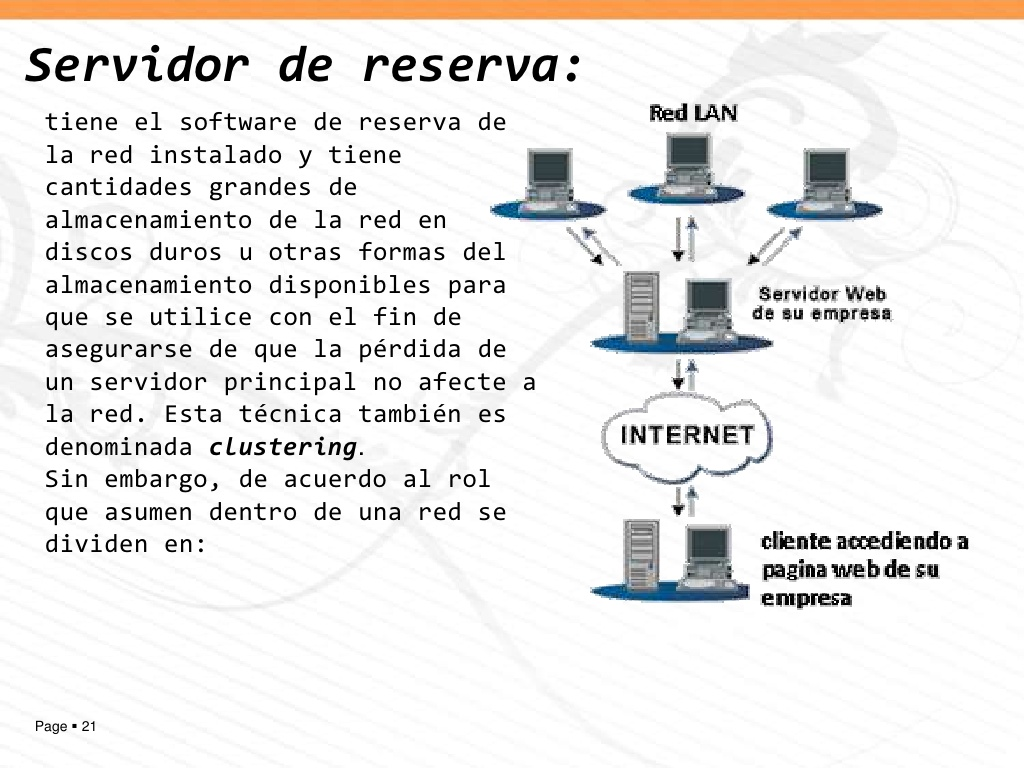 Servidor de reserva:
tiene el software de reserva de
la red instalado y tiene
cantidades grandes de
almacenamiento de la red en
discos duros u otras formas del
almacenamiento disponibles para
que se utilice con el fin de
asegurarse de que la pérdida de
un servidor principal no afecte a
la red. Esta técnica también es
denominada clustering.
Sin embargo, de acuerdo al rol
que asumen dentro de una red se
dividen en:
Red LAN
Servidor Web
de su empresa
INTERNET
cliente accediendo a
pagina web de su
empresa
Page ▪ 21